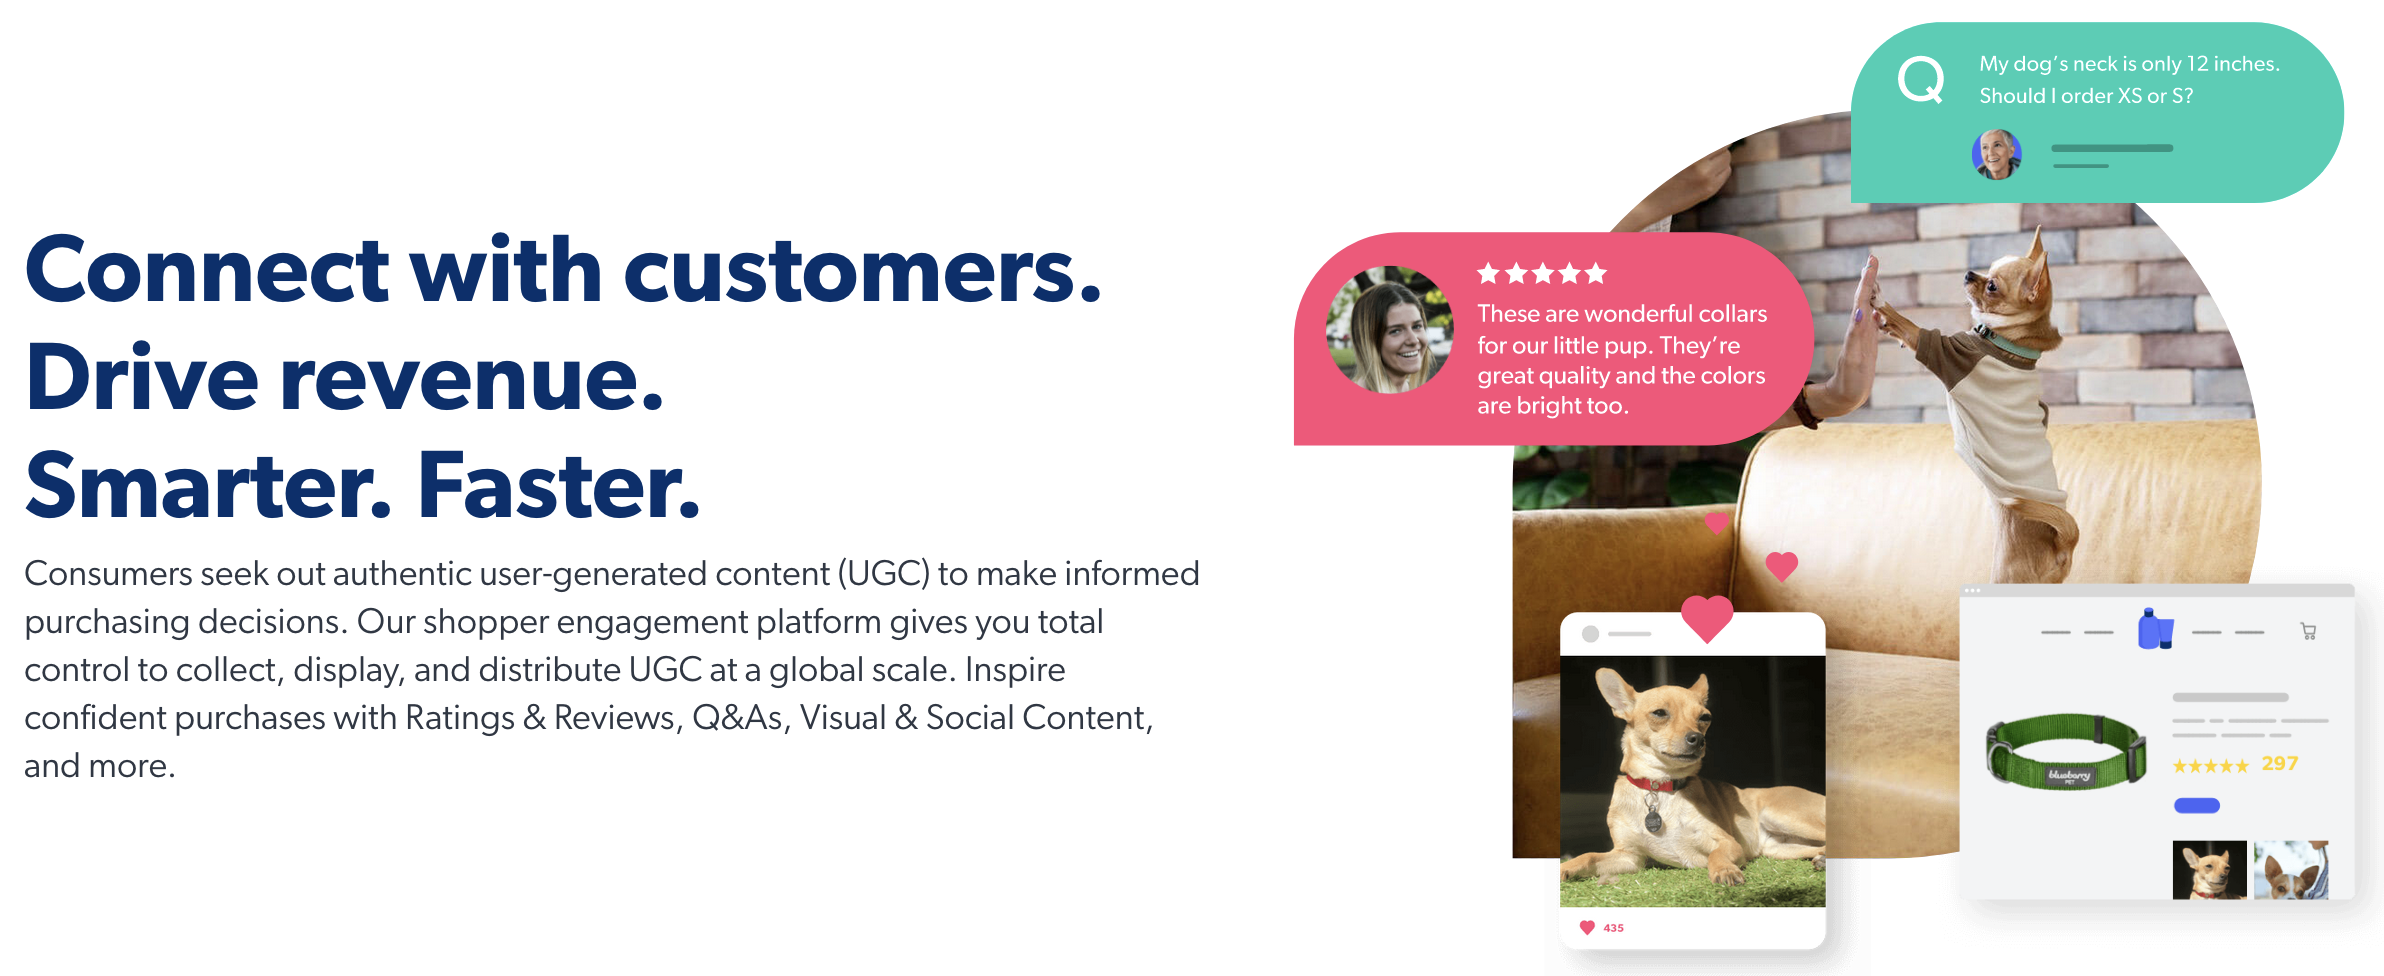 Connect with customers.
Drive revenue.
Smarter. Faster.
Consumers seek out authentic user-generated content (UGC) to make informed
purchasing decisions. Our shopper engagement platform gives you total
control to collect, display, and distribute UGC at a global scale. Inspire
confident purchases with Ratings & Reviews, Q&As, Visual & Social Content,
and more.
Q
My dog's neck is only 12 inches.
Should I order XS or S?
These are wonderful collars
for our little pup. They're
great quality and the colors
are bright too.
435
blueberry
PET
297